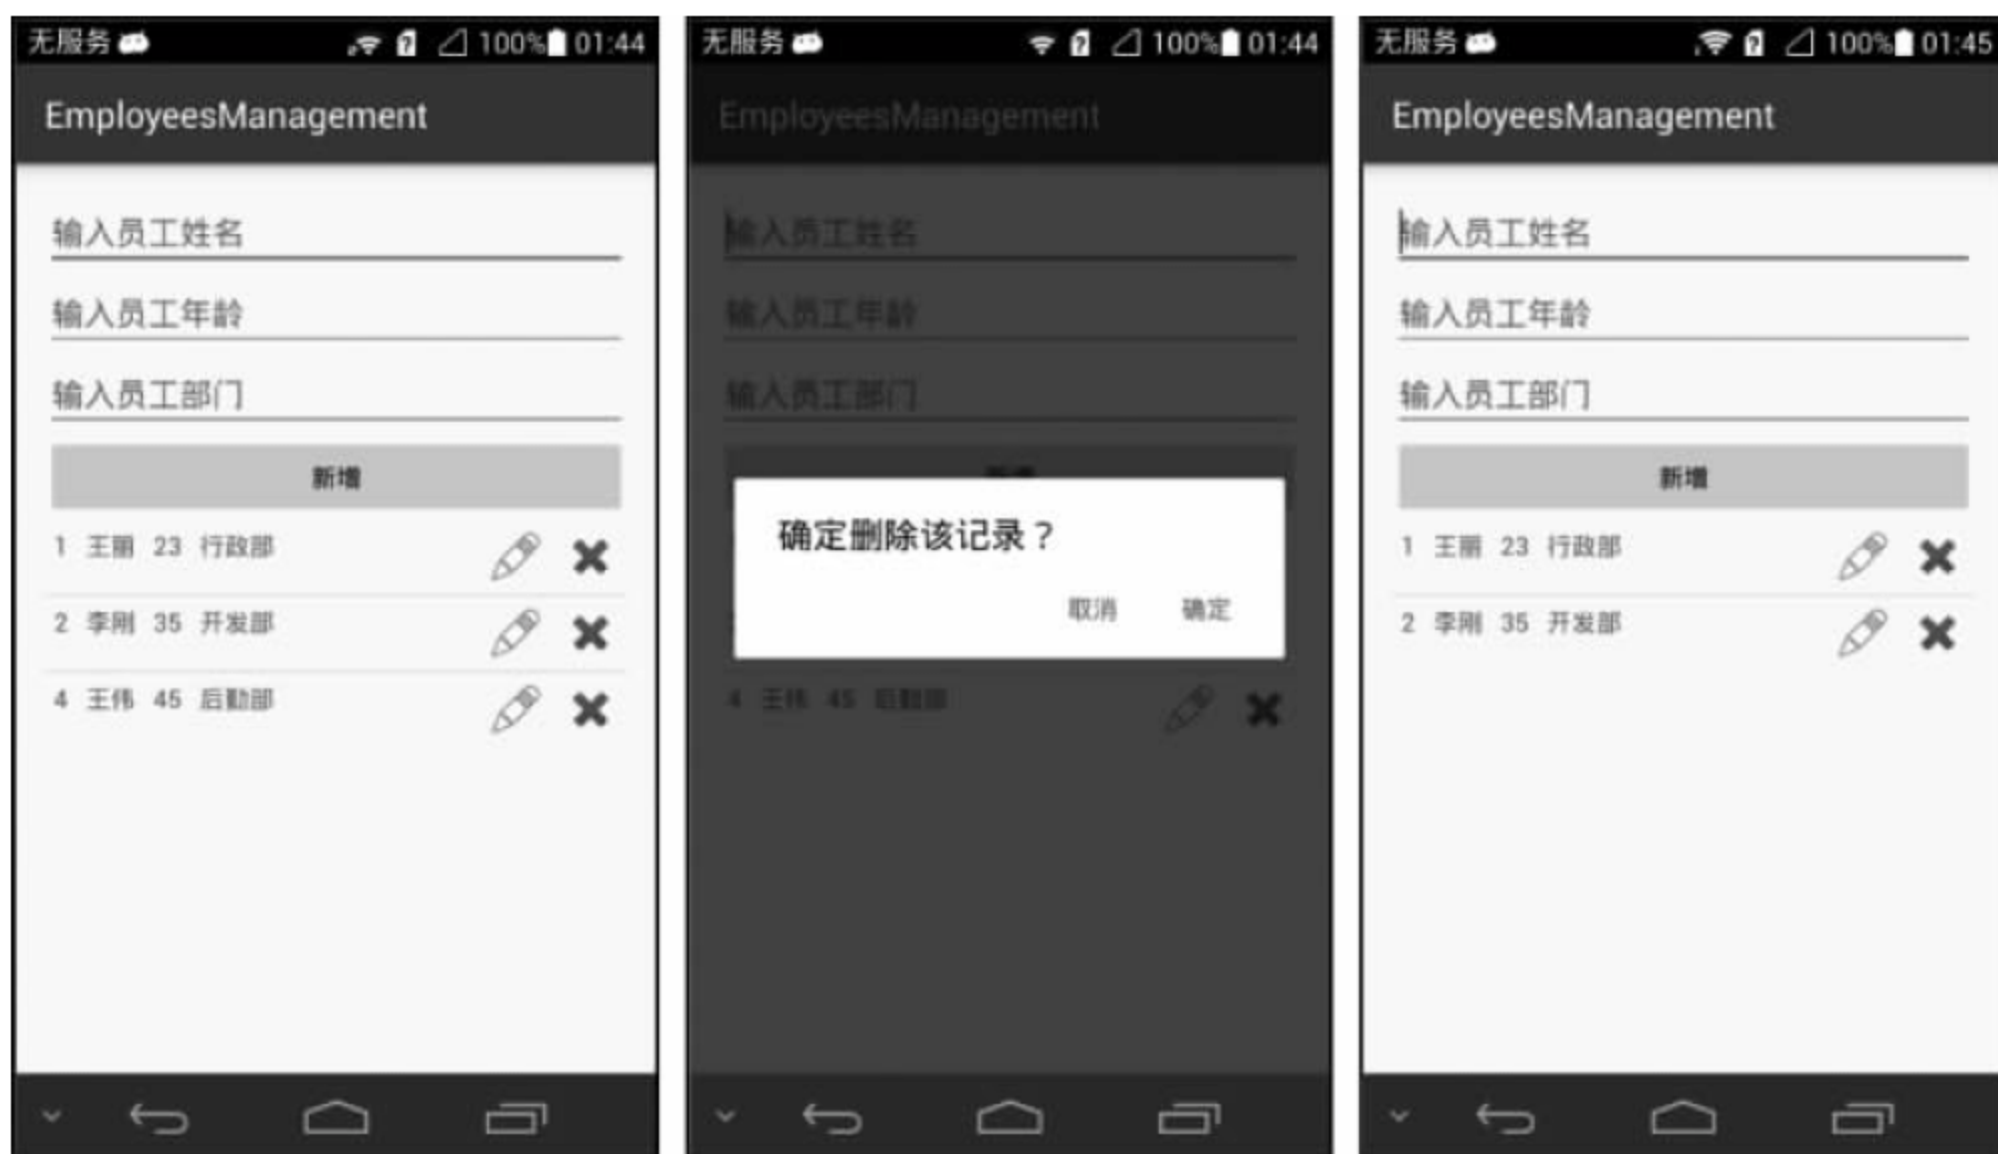 无服务 100% 01:44
EmployeesManagement
输入员工姓名
输入员工年龄
输入员工部门
新增
1 王丽 23 行政部
2 李刚 35 开发部
4 王伟 45 后勤部
无服务 100% 01:44
EmployeesManagement
输入员工姓名
输入员工年龄
输入员工部门
新增
确定删除该记录？
取消 确定
4 王伟 45 后勤部
无服务 100% 01:45
EmployeesManagement
输入员工姓名
输入员工年龄
输入员工部门
新增
1 王丽 23 行政部
2 李刚 35 开发部